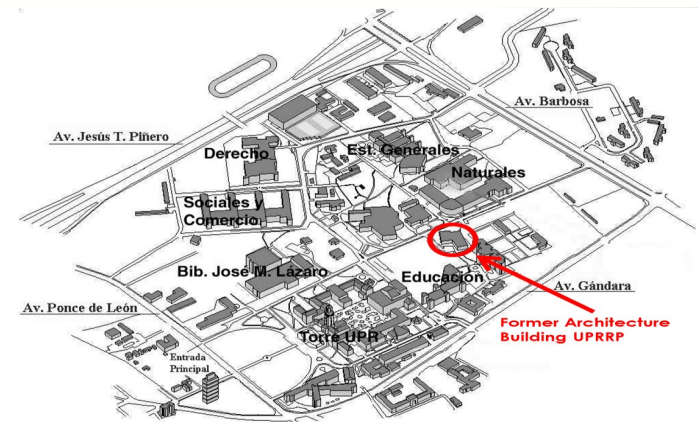 Av. Barbosa
Av. Jesús T. Piñero
Est. Generales
Derecho
Naturales
Sociales y
Comercio
Bib. José M. Lázaro
Educación
Av. Gándara
Av. Ponce de León
Former Architecture
Building UPRRP
Torre UPR
Entrada
Principal